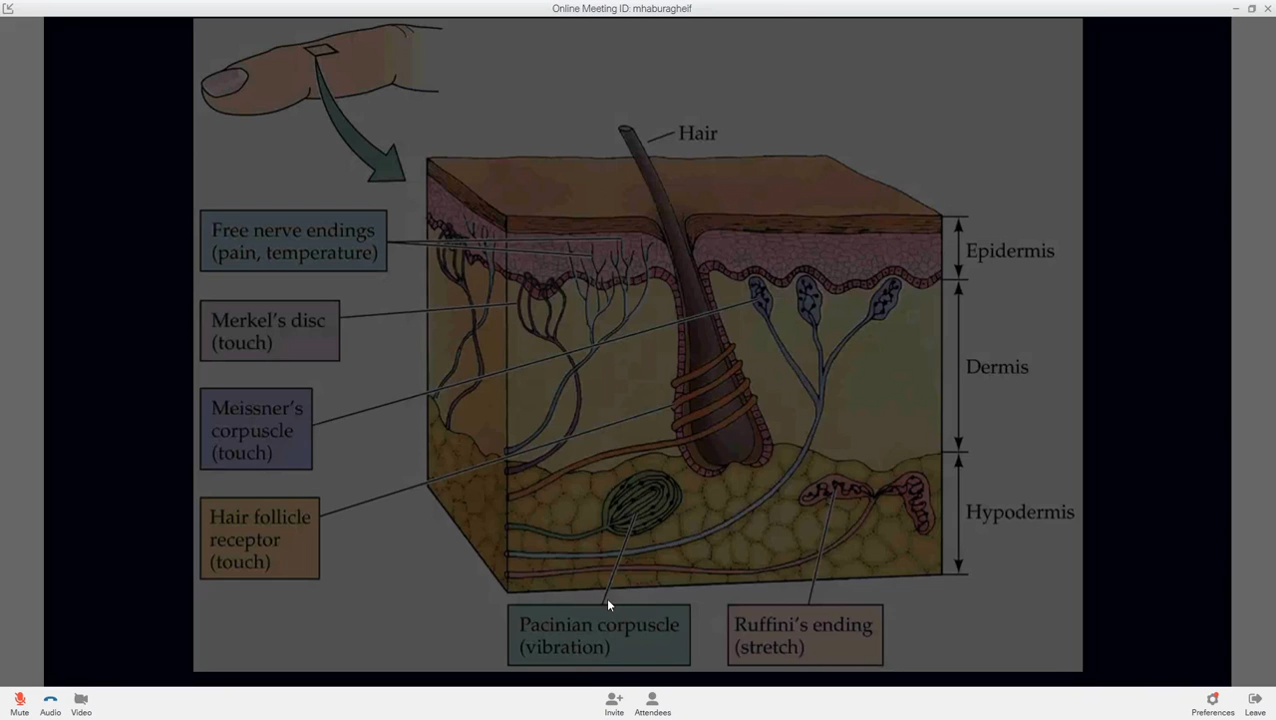 Online Meeting ID: mhaburaghelf
Hair
Free nerve endings
(pain, temperature)
Epidermis
Merkel's disc
(touch)
Dermis
Meissner's
corpuscle
(touch)
Hair follicle
receptor
(touch)
Hypodermis
Pacinian corpuscle
(vibration)
Ruffini's ending
(stretch)
Mute
Audio
Video
Invite
Attendees
Preferences
Leave